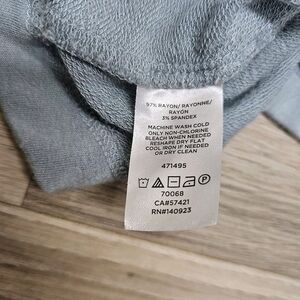 97% RAYON/ RAYONNE/
RAYÓN
3% SPANDEX
MACHINE WASH COLD
ONLY NON-CHLORINE
BLEACH WHEN NEEDED
RESHAPE DRY FLAT
COOL IRON IF NEEDED
OR DRY CLEAN
471495
P
70068
CA#57421
RN#140923